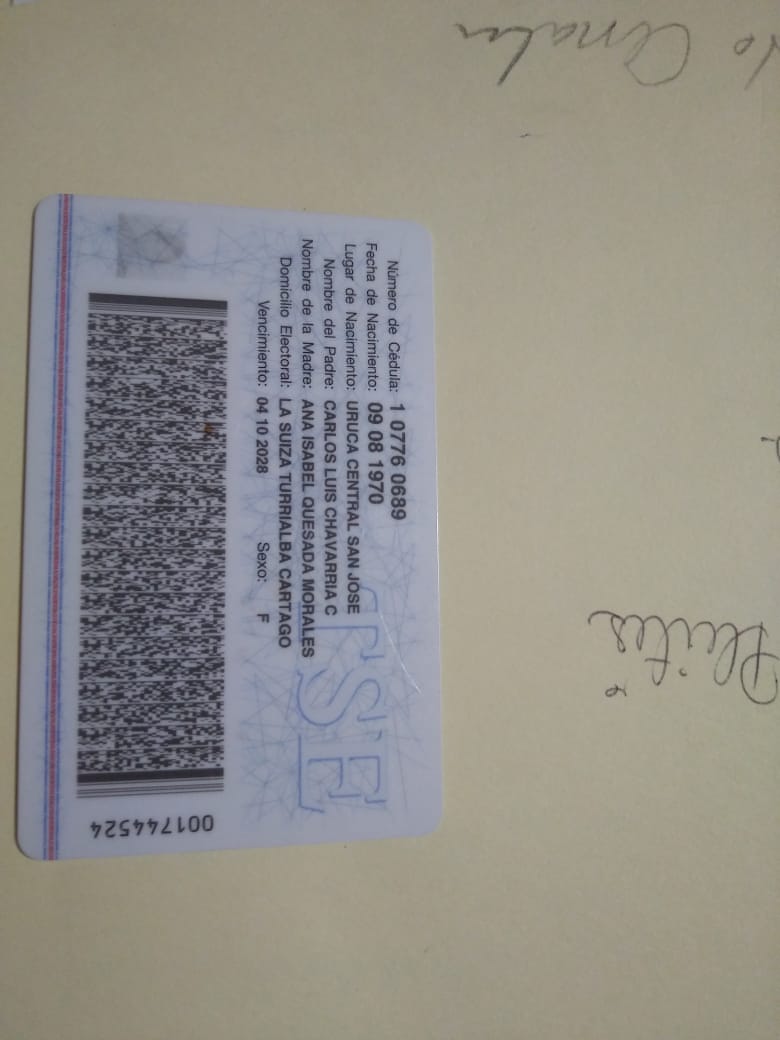 Número de Cédula: 1 0776 0689
Fecha de Nacimiento: 09 08 1970
Lugar de Nacimiento: URUCA CENTRAL SAN JOSE
Nombre del Padre: CARLOS LUIS CHAVARRIA C
Nombre de la Madre: ANA ISABEL QUESADA MORALES
Domicilio Electoral: LA SUIZA TURRIALBA CARTAGO
Vencimiento: 04 10 2028 Sexo: F
TSE
001744524